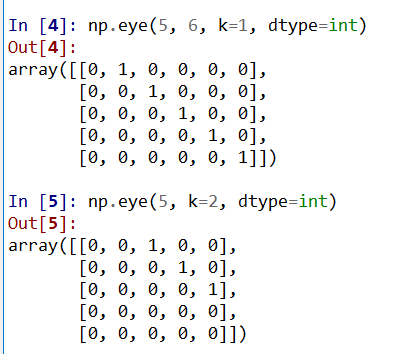 In [4]: np.eye(5, 6, k=1, dtype=int)
Out[4]:
array([[0, 1, 0, 0, 0, 0],
       [0, 0, 1, 0, 0, 0],
       [0, 0, 0, 1, 0, 0],
       [0, 0, 0, 0, 1, 0],
       [0, 0, 0, 0, 0, 1]])
In [5]: np.eye(5, k=2, dtype=int)
Out[5]:
array([[0, 0, 1, 0, 0],
       [0, 0, 0, 1, 0],
       [0, 0, 0, 0, 1],
       [0, 0, 0, 0, 0],
       [0, 0, 0, 0, 0]])